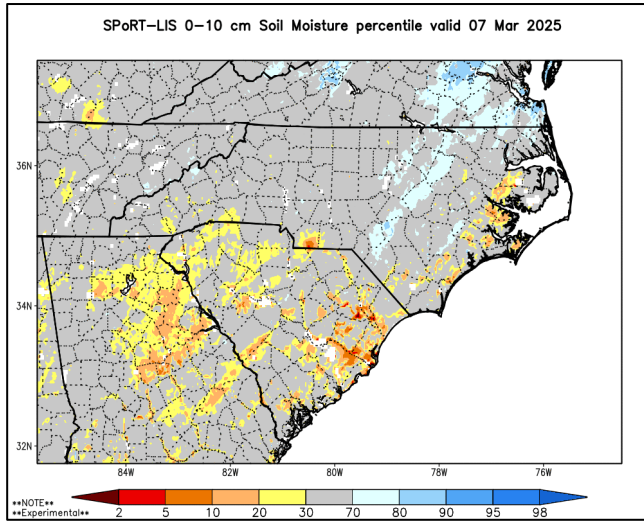 SPoRT-LIS 0-10 cm Soil Moisture percentile valid 07 Mar 2025
36N
34N
32N
84W 82W 80W 78W 76W
**NOTE**
**Experimental**
2 5 10 20 30 70 80 90 95 98